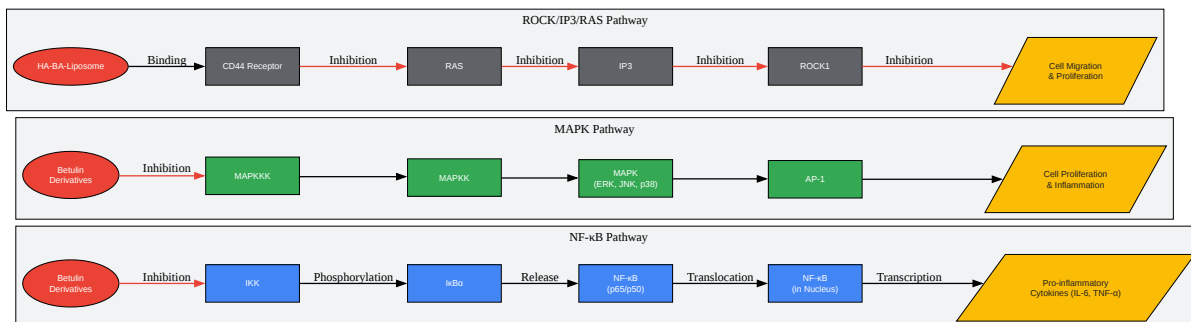 ROCK/IP3/RAS Pathway
HA-BA-Liposome
Binding
CD44 Receptor
Inhibition
RAS
Inhibition
IP3
Inhibition
ROCK1
Inhibition
Cell Migration
& Proliferation
MAPK Pathway
Betulin
Derivatives
Inhibition
MAPKKK
MAPKK
MAPK
(ERK, JNK, p38)
AP-1
Cell Proliferation
& Inflammation
NF-κB Pathway
Betulin
Derivatives
Inhibition
IKK
Phosphorylation
IκBα
Release
NF-κB
(p65/p50)
Translocation
NF-κB
(in Nucleus)
Transcription
Pro-inflammatory
Cytokines (IL-6, TNF-α)